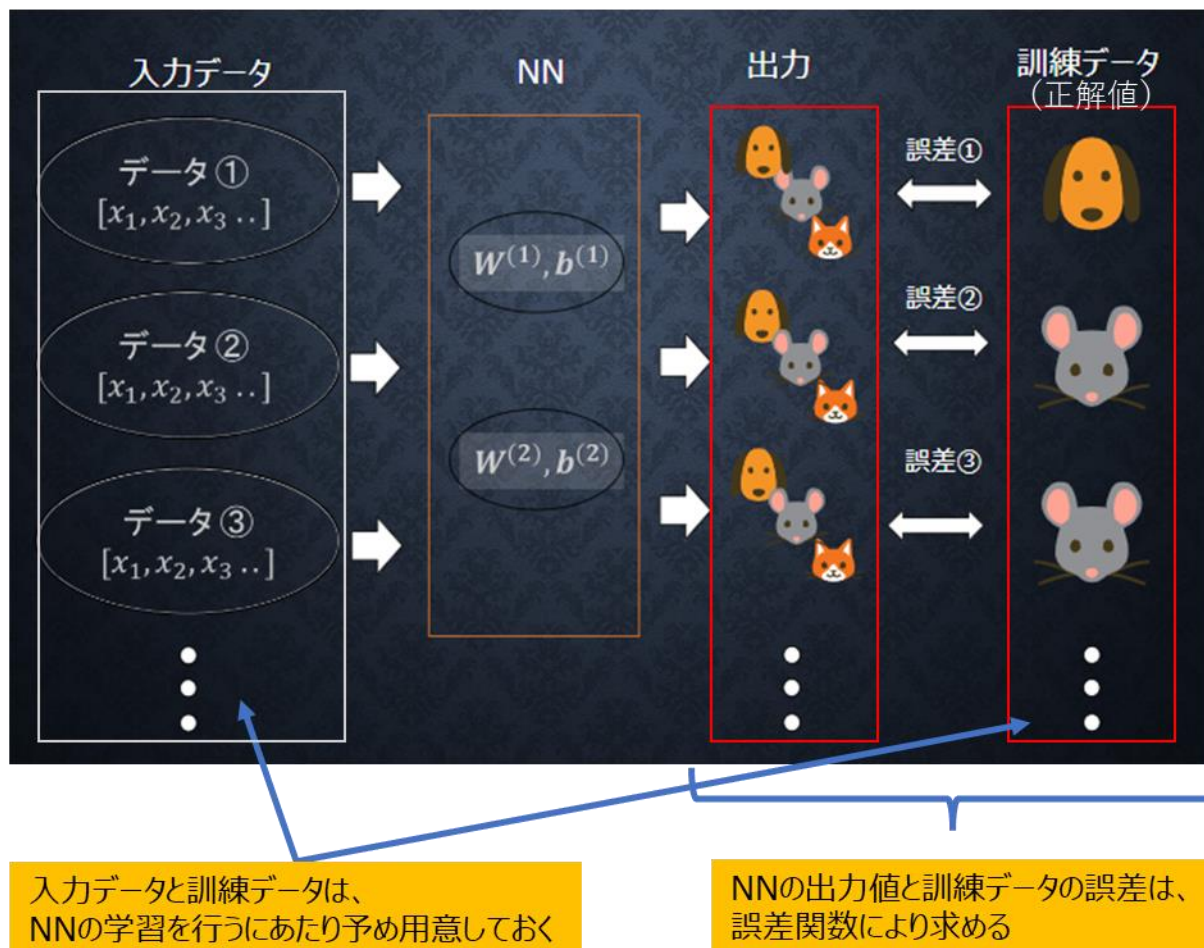 入力データ
NN
出力
訓練データ
(正解値)
データ①
[x₁, x₂, x₃ ..]
データ②
[x₁, x₂, x₃ ..]
データ③
[x₁, x₂, x₃ ..]
W⁽¹⁾, b⁽¹⁾
W⁽²⁾, b⁽²⁾
誤差①
誤差②
誤差③
入力データと訓練データは、
NNの学習を行うにあたり予め用意しておく
NNの出力値と訓練データの誤差は、
誤差関数により求める